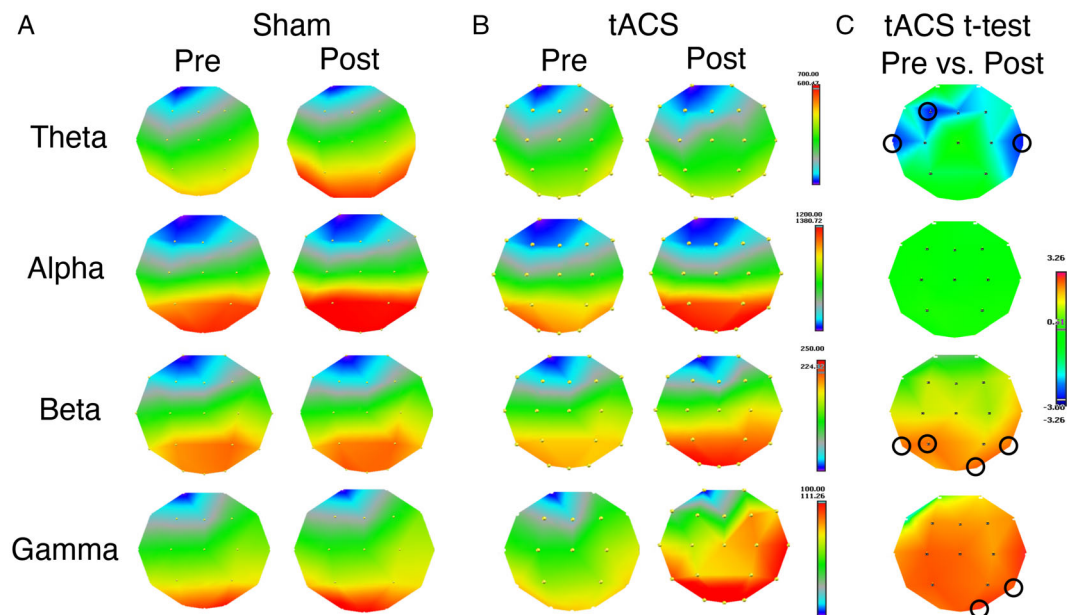 A Sham B tACS C tACS t-test
Pre Post Pre Post Pre vs. Post
Theta
700.00
680.47
Alpha
1200.00
1380.72
3.26
-3.00
-3.26
Beta
250.00
Gamma
100.00
111.26